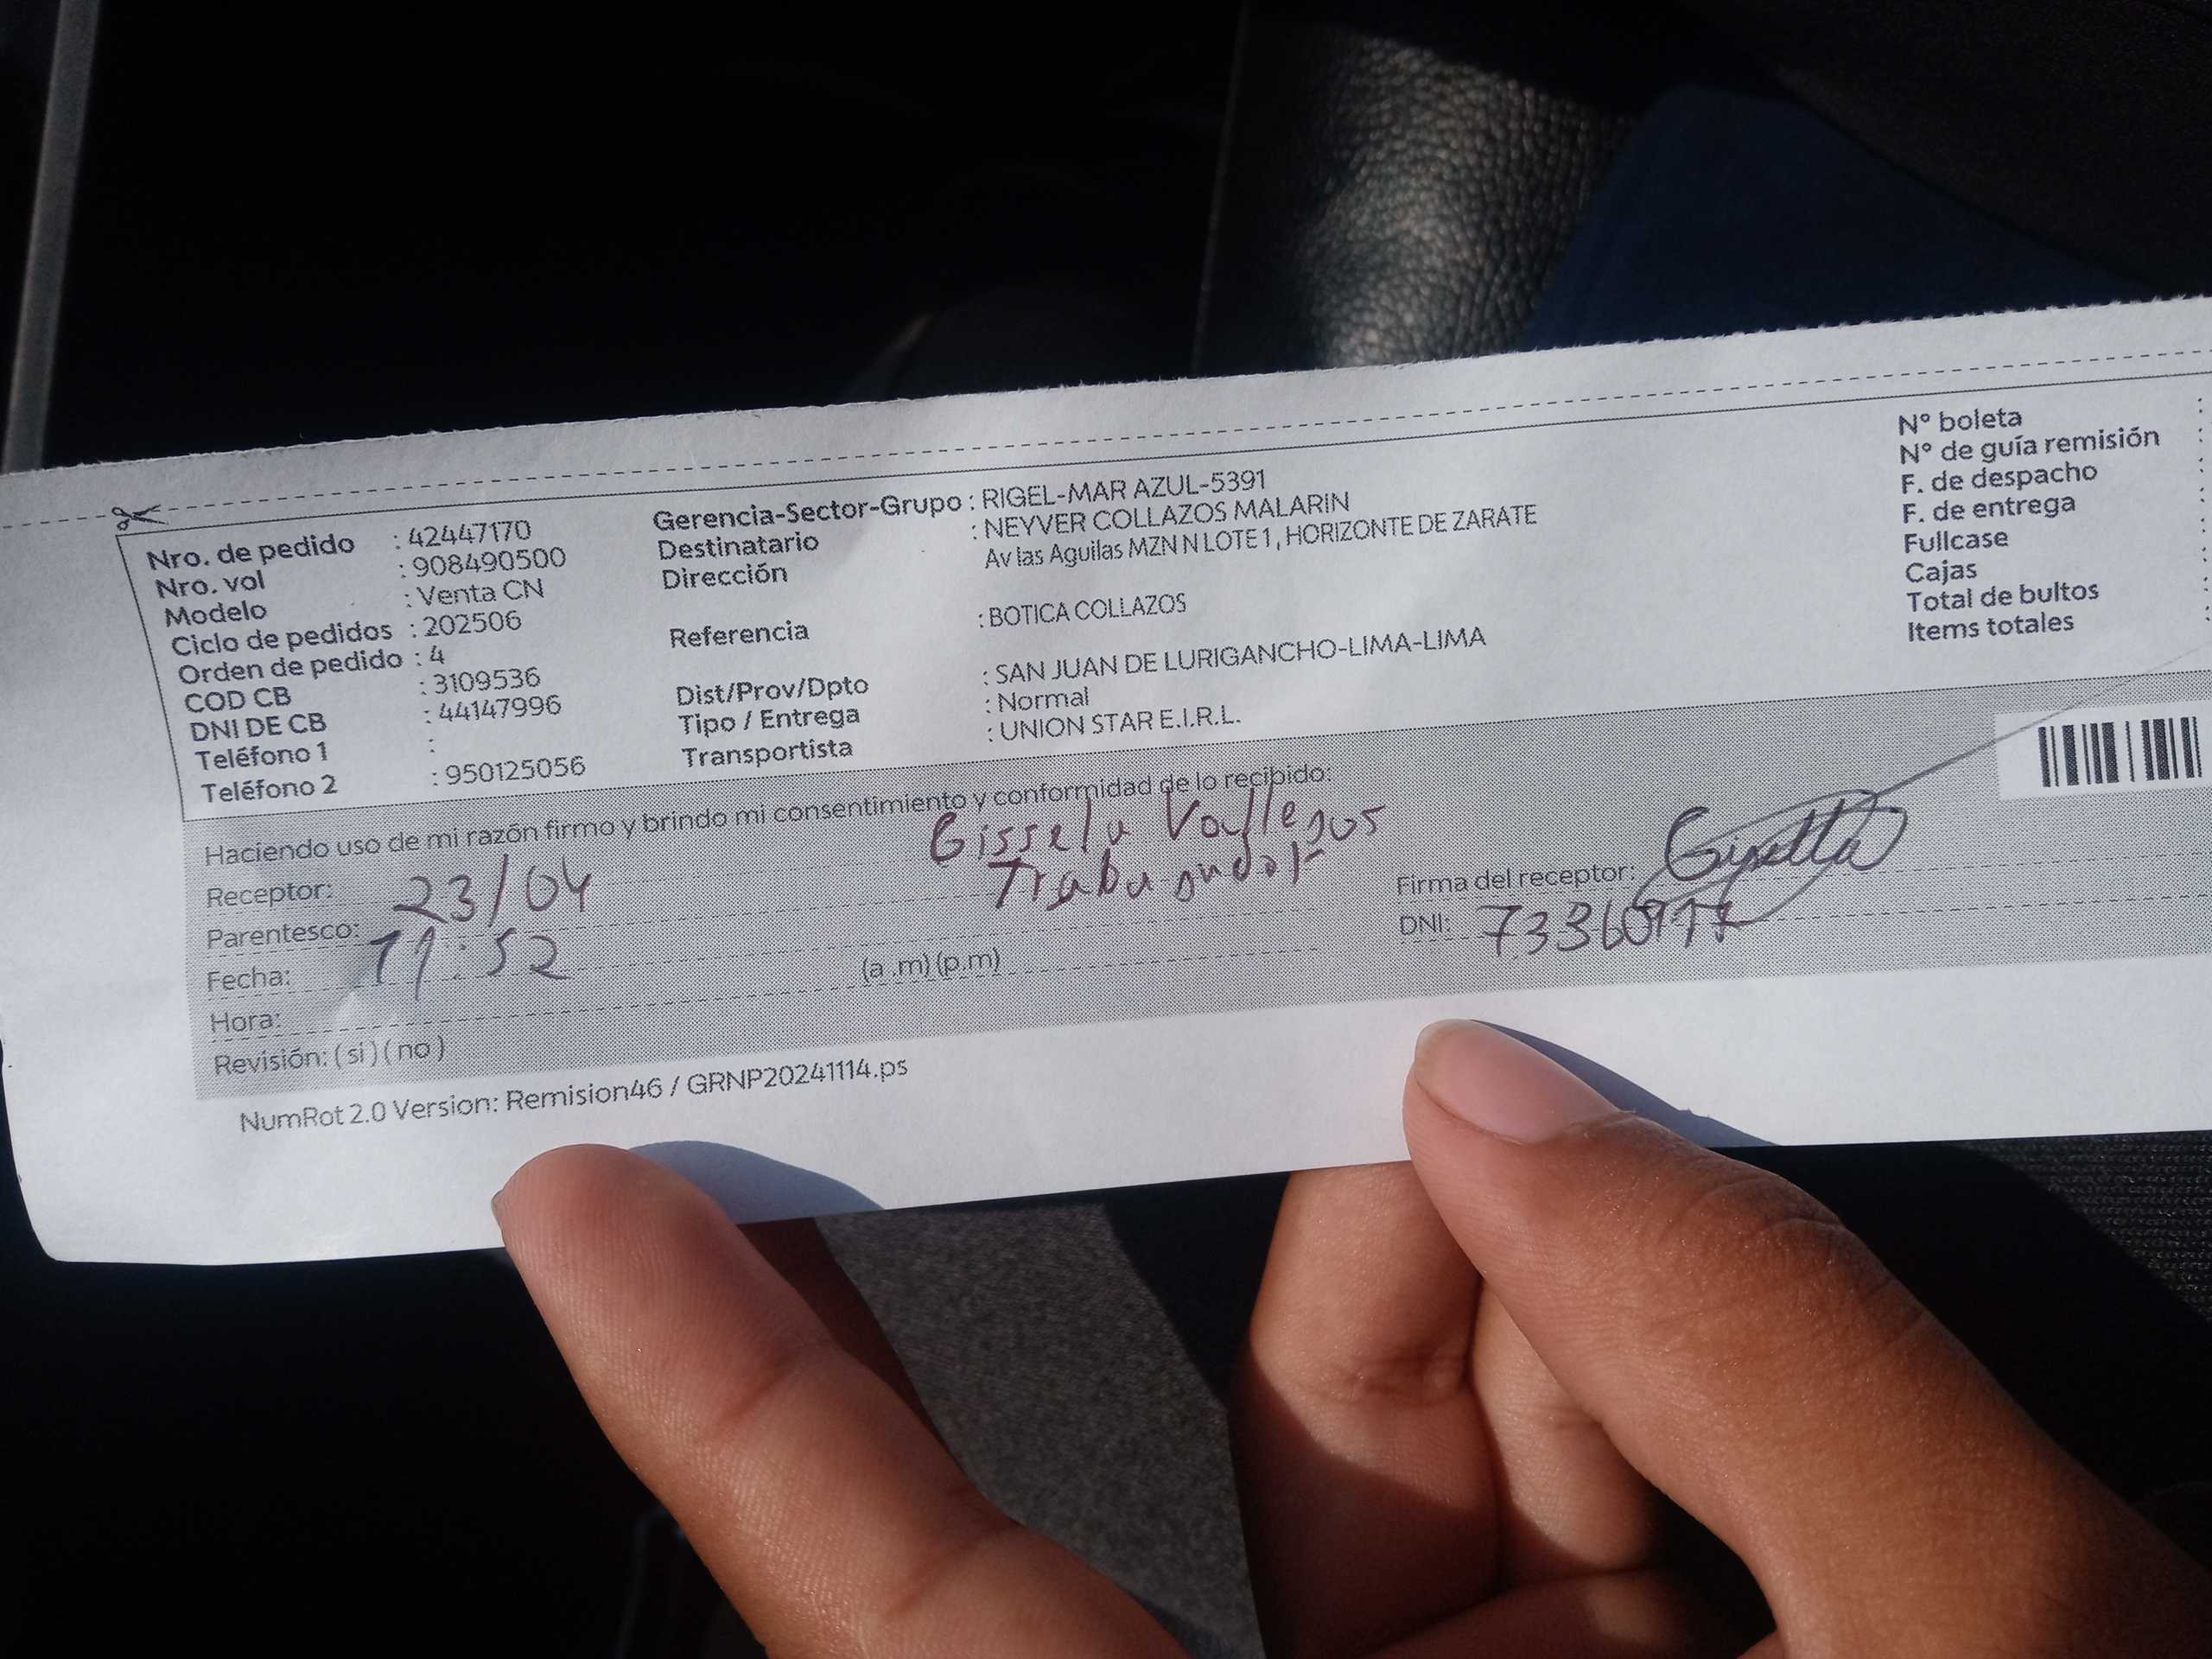 Nro. de pedido : 42447170
Nro. vol : 908490500
Modelo : Venta CN
Ciclo de pedidos : 202506
Orden de pedido : 4
COD CB : 3109536
DNI DE CB : 44147996
Teléfono 1 :
Teléfono 2 : 950125056
Gerencia-Sector-Grupo : RIGEL-MAR AZUL-5391
Destinatario : NEYVER COLLAZOS MALARIN
Dirección Av las Aguilas MZN N LOTE 1, HORIZONTE DE ZARATE
Referencia : BOTICA COLLAZOS
Dist/Prov/Dpto : SAN JUAN DE LURIGANCHO-LIMA-LIMA
Tipo / Entrega : Normal
Transportista : UNION STAR E.I.R.L.
N° boleta :
N° de guía remisión :
F. de despacho :
F. de entrega :
Fullcase :
Cajas :
Total de bultos :
Items totales :
Haciendo uso de mi razón firmo y brindo mi consentimiento y conformidad de lo recibido:
Gissela Vallejos
Trabajador
Receptor: 23/04
Parentesco: 11:52
Fecha:
Hora: (a .m) (p.m)
Revisión: ( si ) ( no )
Firma del receptor:
DNI:
NumRot 2.0 Version: Remision46 / GRNP20241114.ps